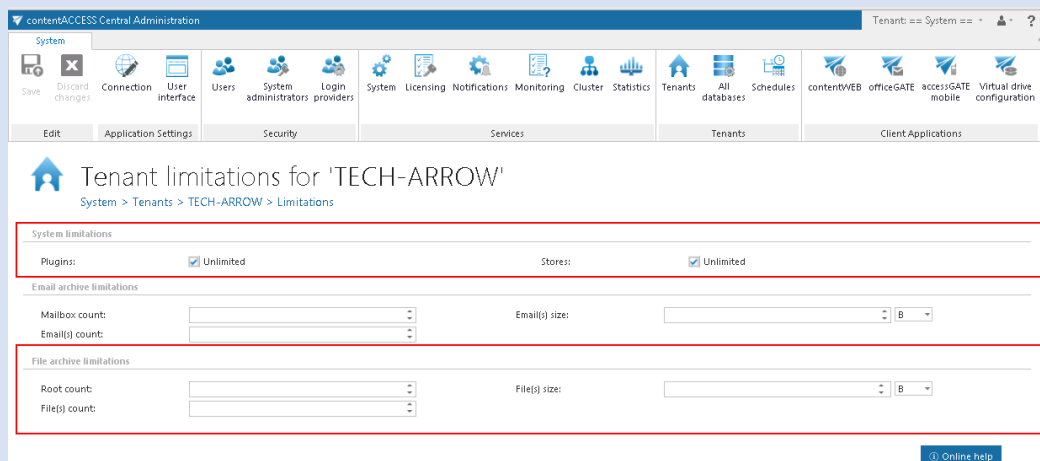 contentACCESS Central Administration
Tenant: == System ==
?
System
Save
Discard changes
Connection
User interface
Users
System administrators
Login providers
System
Licensing
Notifications
Monitoring
Cluster
Statistics
Tenants
All databases
Schedules
contentWEB
officeGATE
accessGATE mobile
Virtual drive configuration
Edit
Application Settings
Security
Services
Tenants
Client Applications
Tenant limitations for 'TECH-ARROW'
System > Tenants > TECH-ARROW > Limitations
System limitations
Plugins: Unlimited Stores: Unlimited
Email archive limitations
Mailbox count: Email(s) size: B
Email(s) count:
File archive limitations
Root count: File(s) size: B
File(s) count:
Online help